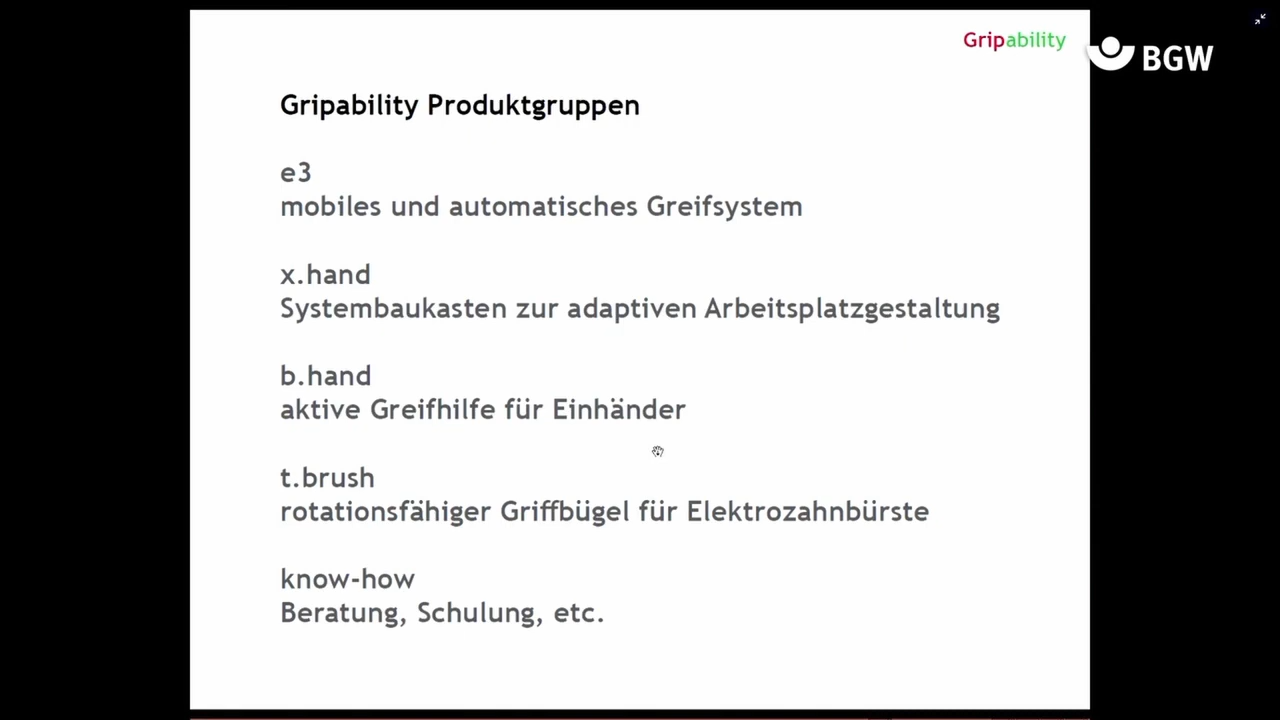 Gripability
BGW
Gripability Produktgruppen
e3
mobiles und automatisches Greifsystem
x.hand
Systembaukasten zur adaptiven Arbeitsplatzgestaltung
b.hand
aktive Greifhilfe für Einhänder
t.brush
rotationsfähiger Griffbügel für Elektrozahnbürste
know-how
Beratung, Schulung, etc.